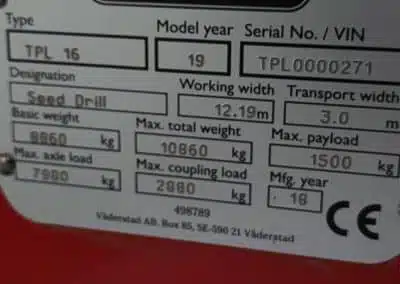 Type Model year Serial No. / VIN
TPL 16 19 TPL0000271
Designation Working width Transport width
Seed Drill 12.19m 3.0 m
Basic weight Max. total weight Max. payload
8860 kg 10860 kg 1500 kg
Max. axle load Max. coupling load Mfg. year
7980 kg 2880 kg 18
498789
Väderstad AB. Box 85, SE-590 21 Väderstad
CE